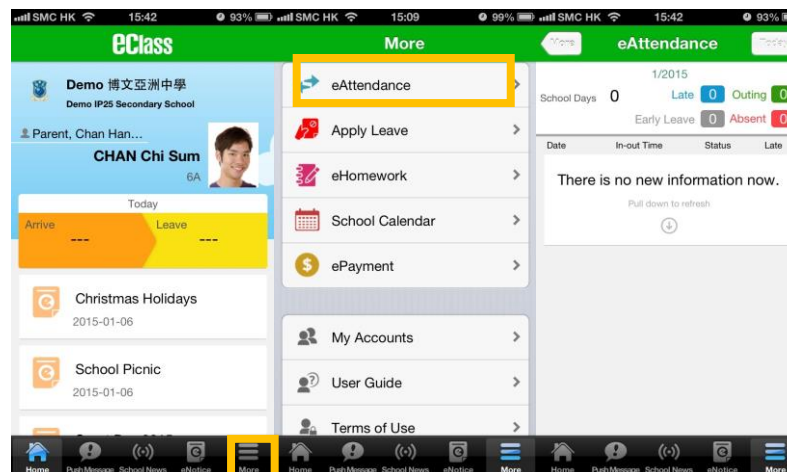 SMC HK 15:42 93%
eClass
Demo 博文亞洲中學
Demo IP25 Secondary School
Parent, Chan Han...
CHAN Chi Sum
6A
Today
Arrive Leave
--- ---
Christmas Holidays
2015-01-06
School Picnic
2015-01-06
Home Push Message School News eNotice More
SMC HK 15:09 99%
More
eAttendance
Apply Leave
eHomework
School Calendar
$ ePayment
My Accounts
User Guide
Terms of Use
Home Push Message School News eNotice More
SMC HK 15:42 93%
More eAttendance Today
1/2015
School Days 0 Late 0 Outing 0
Early Leave 0 Absent 0
Date In-out Time Status Late
There is no new information now.
Pull down to refresh
Home Push Message School News eNotice More